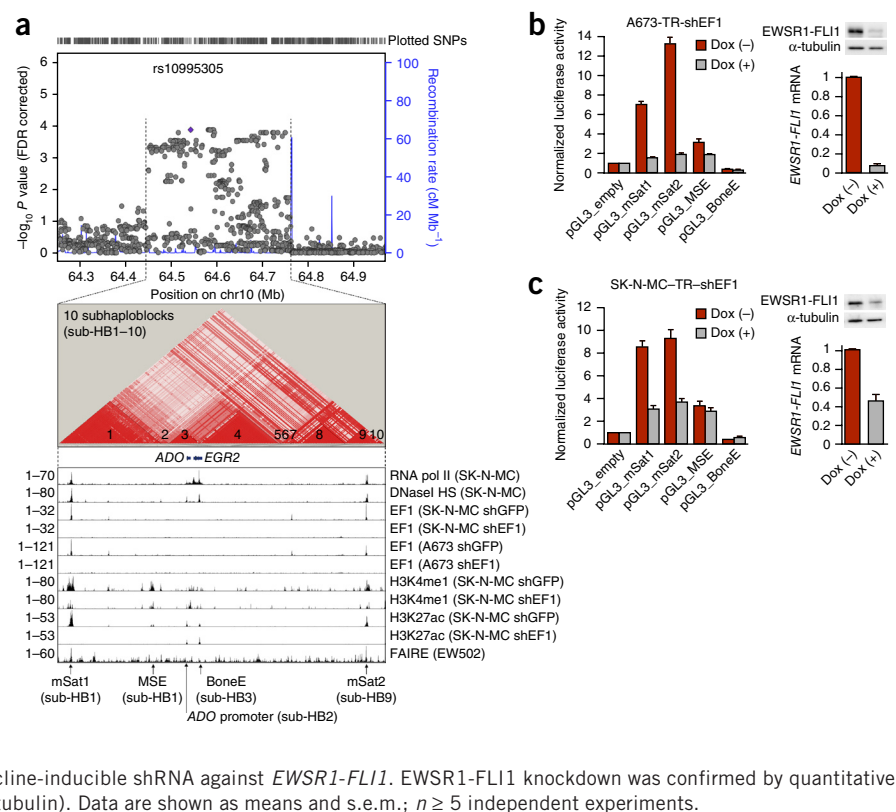 a
Plotted SNPs
rs10995305
–log10 P value (FDR corrected)
6
5
4
3
2
1
0
Recombination rate (cM Mb–1)
100
80
60
40
20
0
64.3 64.4 64.5 64.6 64.7 64.8 64.9
Position on chr10 (Mb)
10 subhaploblocks
(sub-HB1–10)
1 2 3 4 5 6 7 8 9 10
ADO EGR2
1–70 RNA pol II (SK-N-MC)
1–80 DNaseI HS (SK-N-MC)
1–32 EF1 (SK-N-MC shGFP)
1–32 EF1 (SK-N-MC shEF1)
1–121 EF1 (A673 shGFP)
1–121 EF1 (A673 shEF1)
1–80 H3K4me1 (SK-N-MC shGFP)
1–80 H3K4me1 (SK-N-MC shEF1)
1–53 H3K27ac (SK-N-MC shGFP)
1–53 H3K27ac (SK-N-MC shEF1)
1–60 FAIRE (EW502)
mSat1 MSE BoneE mSat2
(sub-HB1) (sub-HB1) (sub-HB3) (sub-HB9)
ADO promoter (sub-HB2)
b
A673-TR-shEF1
Normalized luciferase activity
14
12
10
8
6
4
2
0
Dox (–)
Dox (+)
pGL3_empty
pGL3_mSat1
pGL3_mSat2
pGL3_MSE
pGL3_BoneE
EWSR1-FLI1
α-tubulin
EWSR1-FLI1 mRNA
1
0.8
0.6
0.4
0.2
0
Dox (–)
Dox (+)
c
SK-N-MC–TR–shEF1
Normalized luciferase activity
12
10
8
6
4
2
0
Dox (–)
Dox (+)
pGL3_empty
pGL3_mSat1
pGL3_mSat2
pGL3_MSE
pGL3_BoneE
EWSR1-FLI1
α-tubulin
EWSR1-FLI1 mRNA
1
0.8
0.6
0.4
0.2
0
Dox (–)
Dox (+)
cline-inducible shRNA against EWSR1-FLI1. EWSR1-FLI1 knockdown was confirmed by quantitative
tubulin). Data are shown as means and s.e.m.; n ≥ 5 independent experiments.